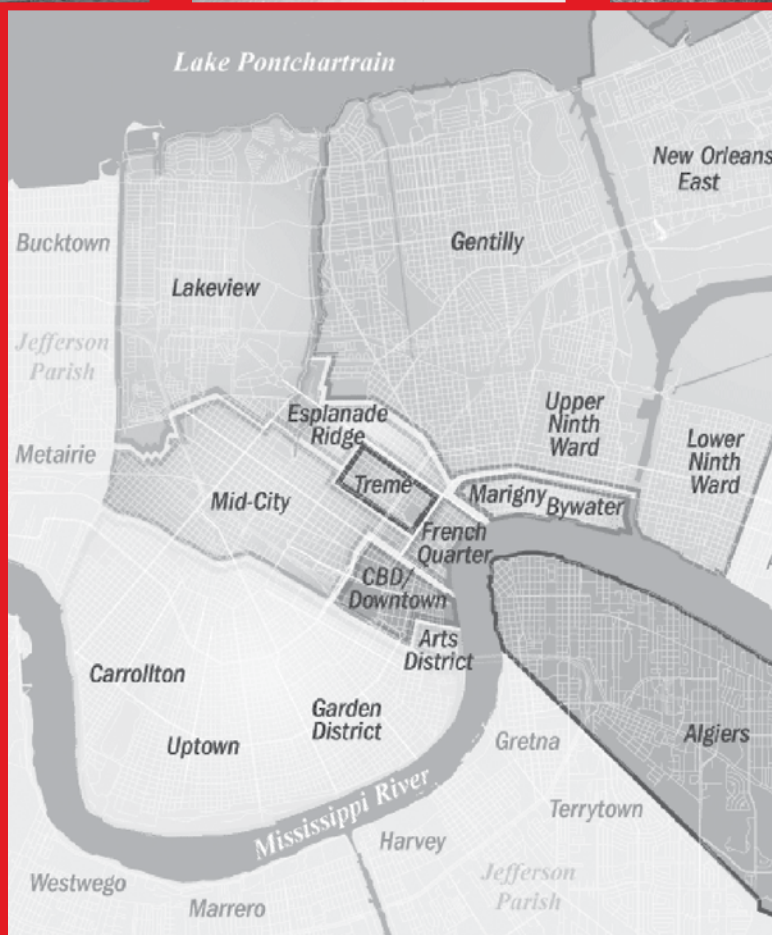 Lake Pontchartrain
New Orleans
East
Bucktown
Gentilly
Lakeview
Jefferson
Parish
Esplanade
Ridge
Upper
Ninth
Ward
Lower
Ninth
Ward
Metairie
Mid-City
Tremé
Marigny
Bywater
French
Quarter
CBD/
Downtown
Arts
District
Carrollton
Garden
District
Uptown
Gretna
Algiers
Mississippi River
Terrytown
Harvey
Westwego
Marrero
Jefferson
Parish